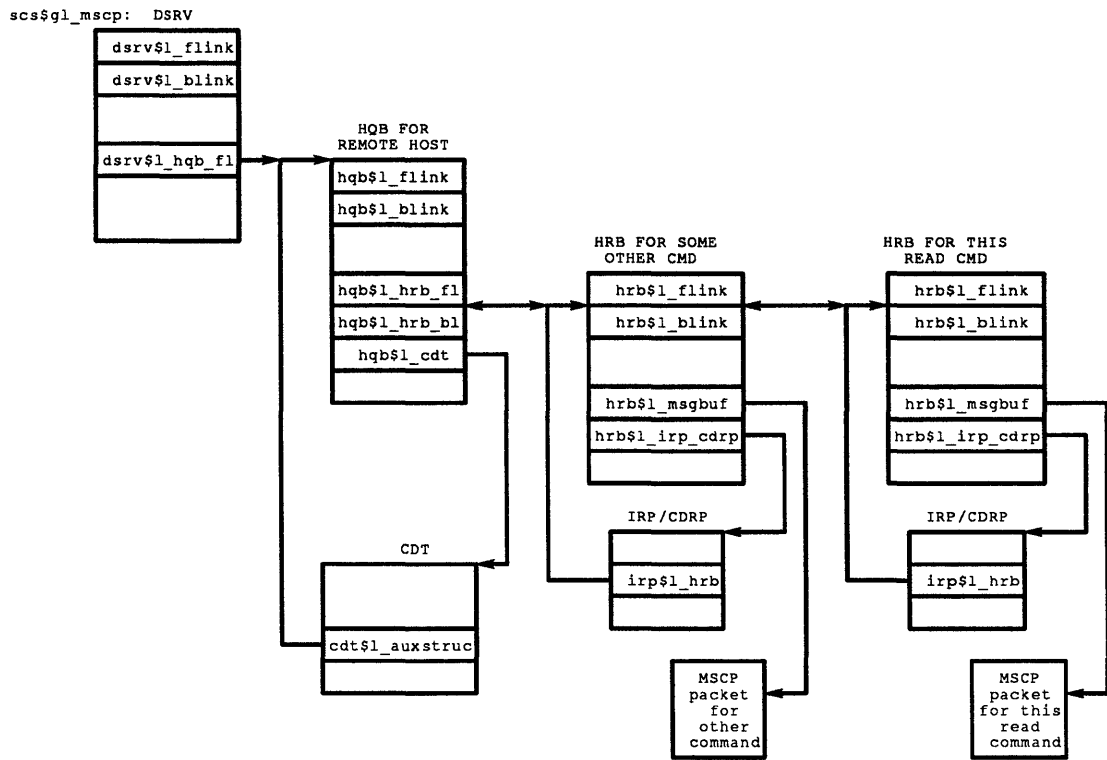 scs$gl_mscp: DSRV
dsrv$l_flink
dsrv$l_blink
dsrv$l_hqb_fl
HQB FOR
REMOTE HOST
hqb$l_flink
hqb$l_blink
hqb$l_hrb_fl
hqb$l_hrb_bl
hqb$l_cdt
HRB FOR SOME
OTHER CMD
hrb$l_flink
hrb$l_blink
hrb$l_msgbuf
hrb$l_irp_cdrp
HRB FOR THIS
READ CMD
hrb$l_flink
hrb$l_blink
hrb$l_msgbuf
hrb$l_irp_cdrp
CDT
cdt$l_auxstruc
IRP/CDRP
irp$l_hrb
IRP/CDRP
irp$l_hrb
MSCP
packet
for
other
command
MSCP
packet
for this
read
command